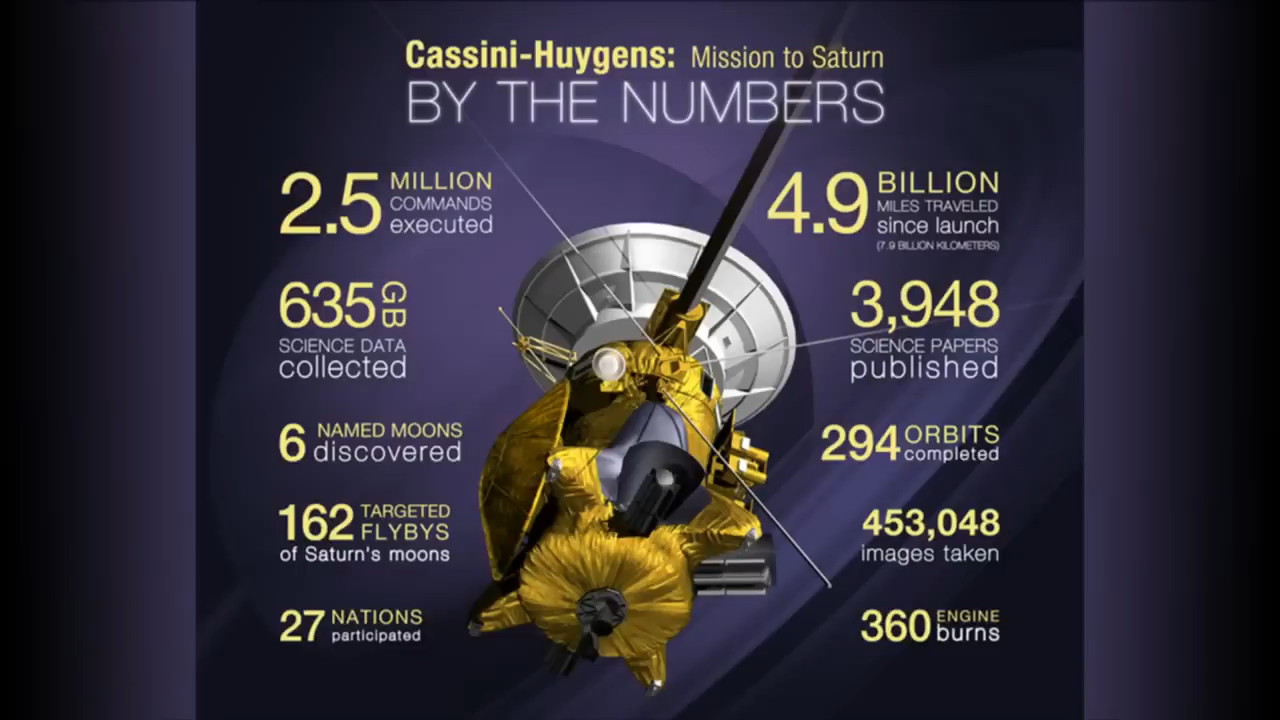 Cassini-Huygens: Mission to Saturn
BY THE NUMBERS
2.5 MILLION
COMMANDS
executed
635 GB
SCIENCE DATA
collected
6 NAMED MOONS
discovered
162 TARGETED
FLYBYS
of Saturn's moons
27 NATIONS
participated
4.9 BILLION
MILES TRAVELED
since launch
(7.9 BILLION KILOMETERS)
3,948
SCIENCE PAPERS
published
294 ORBITS
completed
453,048
images taken
360 ENGINE
burns